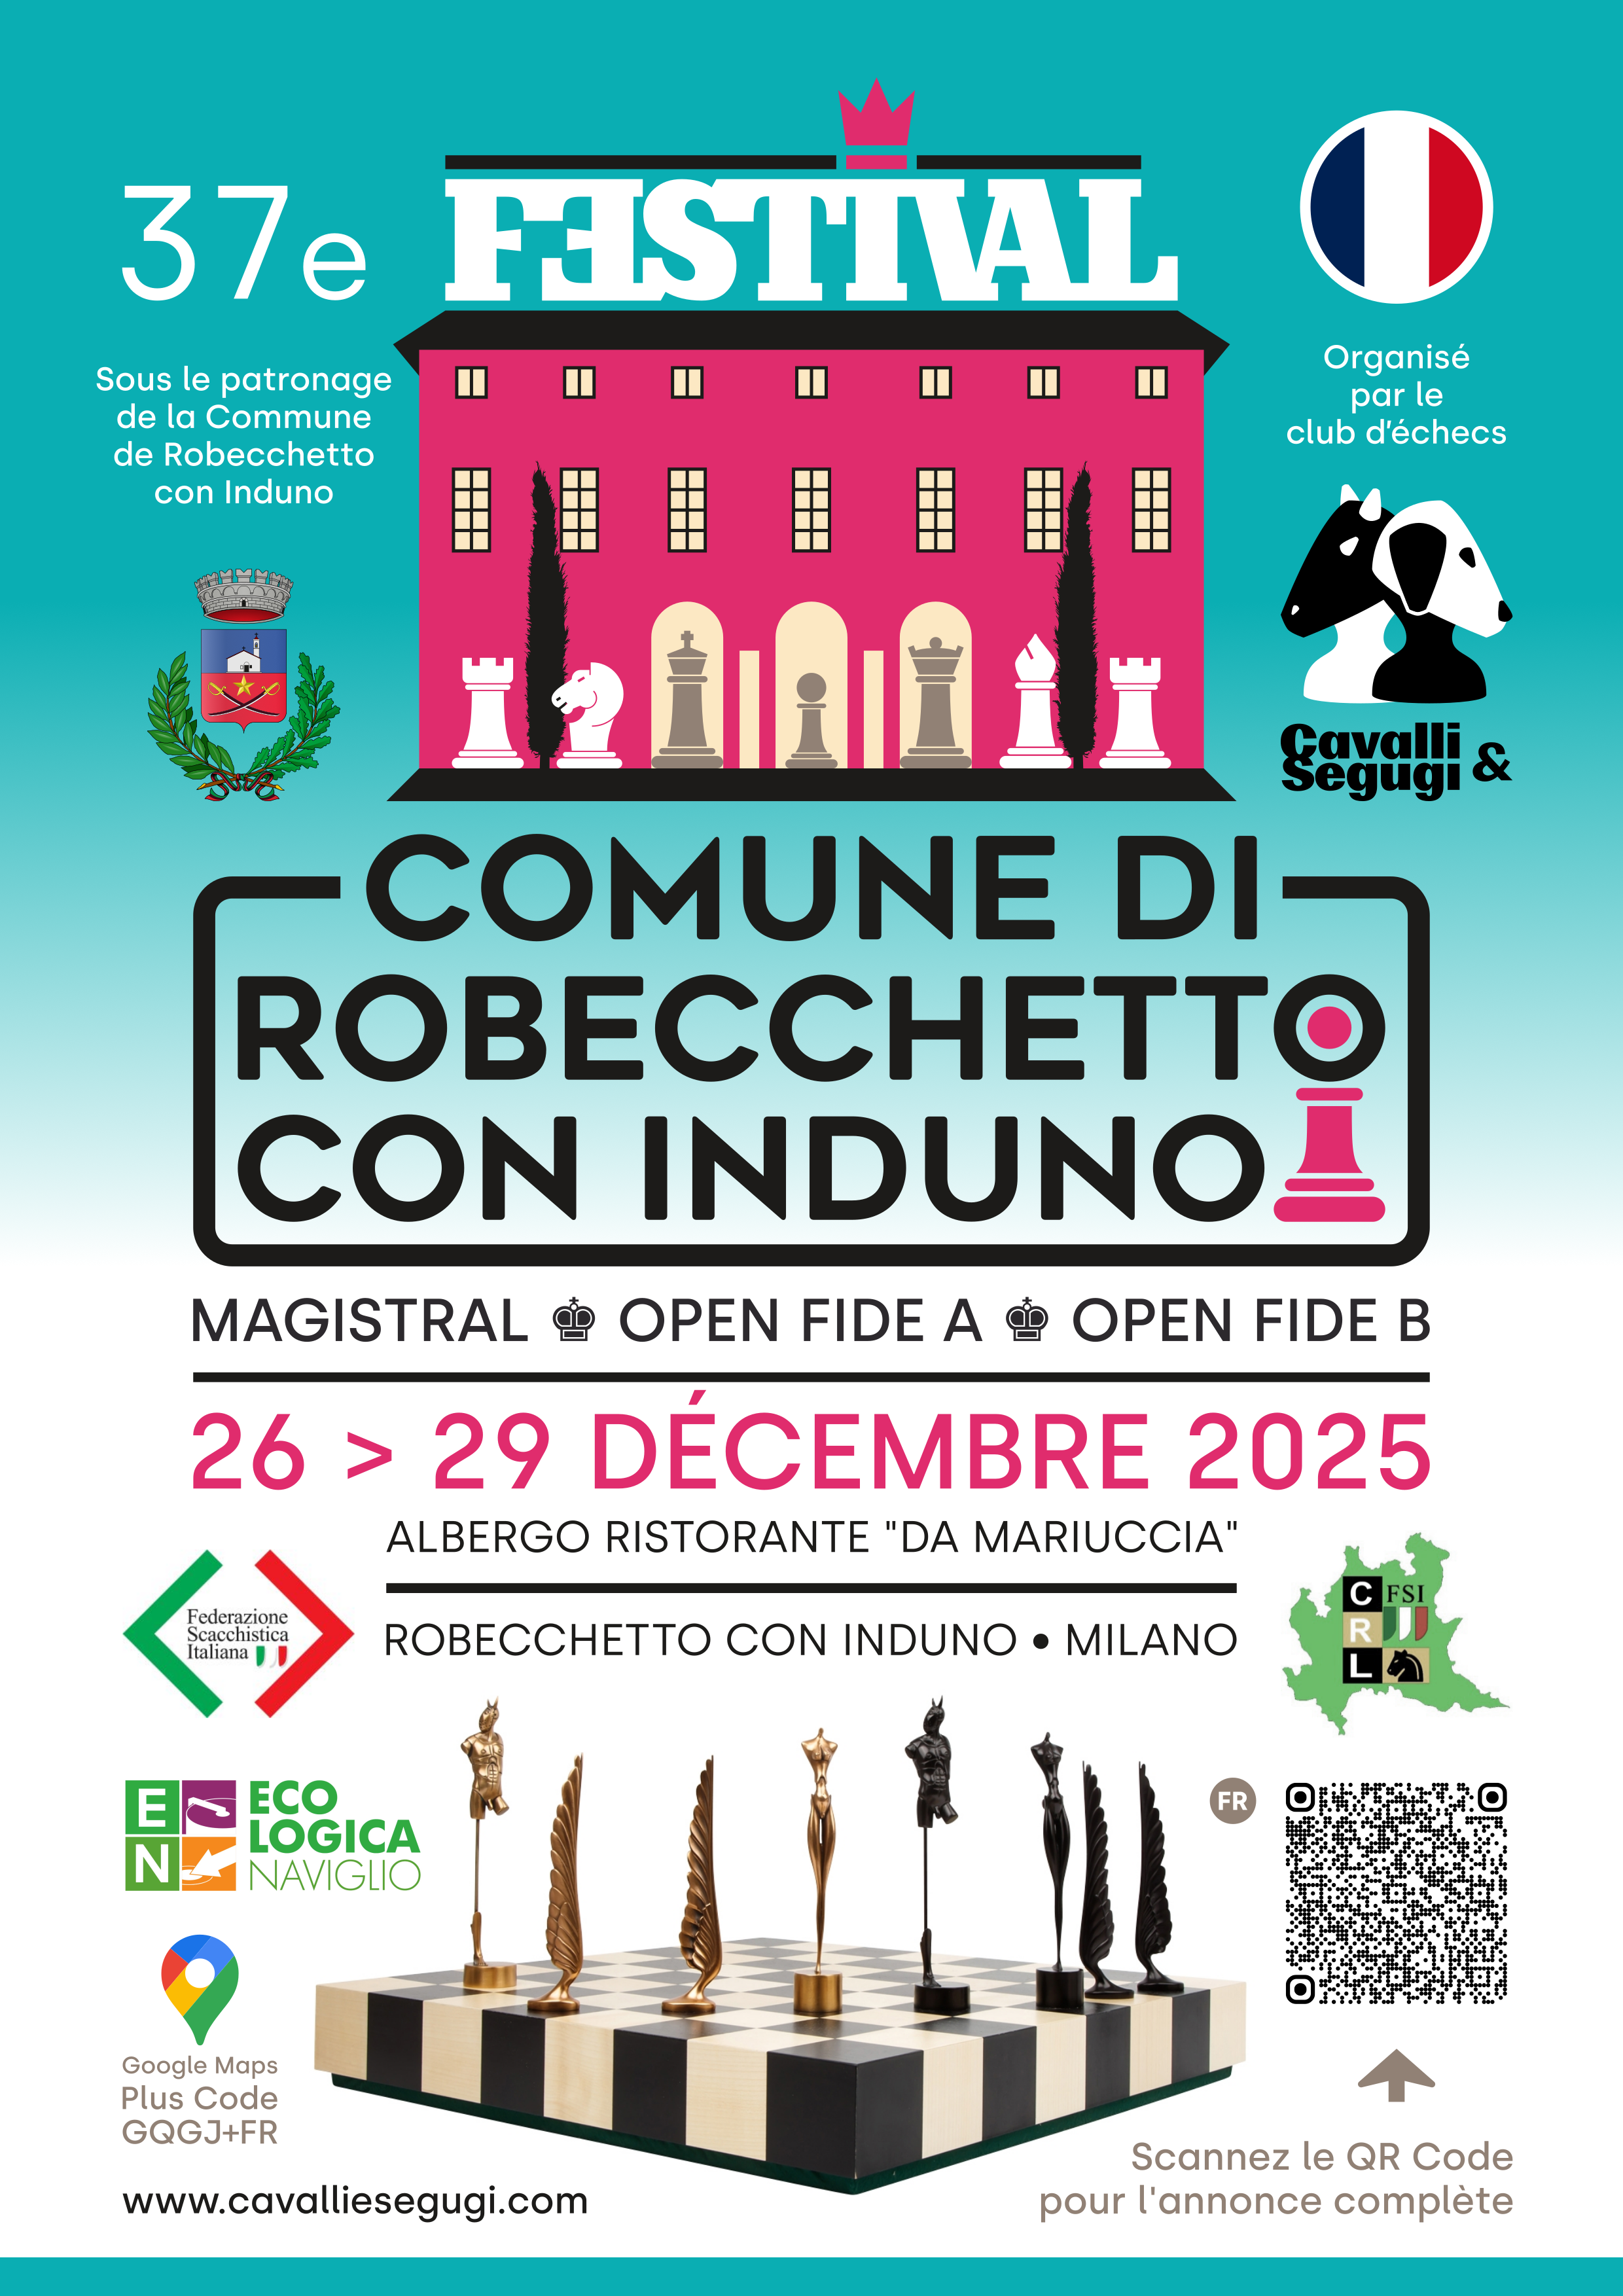 37e
FESTIVAL
Sous le patronage
de la Commune
de Robecchetto
con Induno
Organisé
par le
club d'échecs
Cavalli &
Segugi
COMUNE DI
ROBECCHETTO
CON INDUNO
MAGISTRAL ♚ OPEN FIDE A ♚ OPEN FIDE B
26 > 29 DÉCEMBRE 2025
ALBERGO RISTORANTE "DA MARIUCCIA"
ROBECCHETTO CON INDUNO • MILANO
Federazione
Scacchistica
Italiana
C FSI
R
L
E
N
ECO
LOGICA
NAVIGLIO
FR
Google Maps
Plus Code
GQGJ+FR
www.cavalliesegugi.com
Scannez le QR Code
pour l'annonce complète